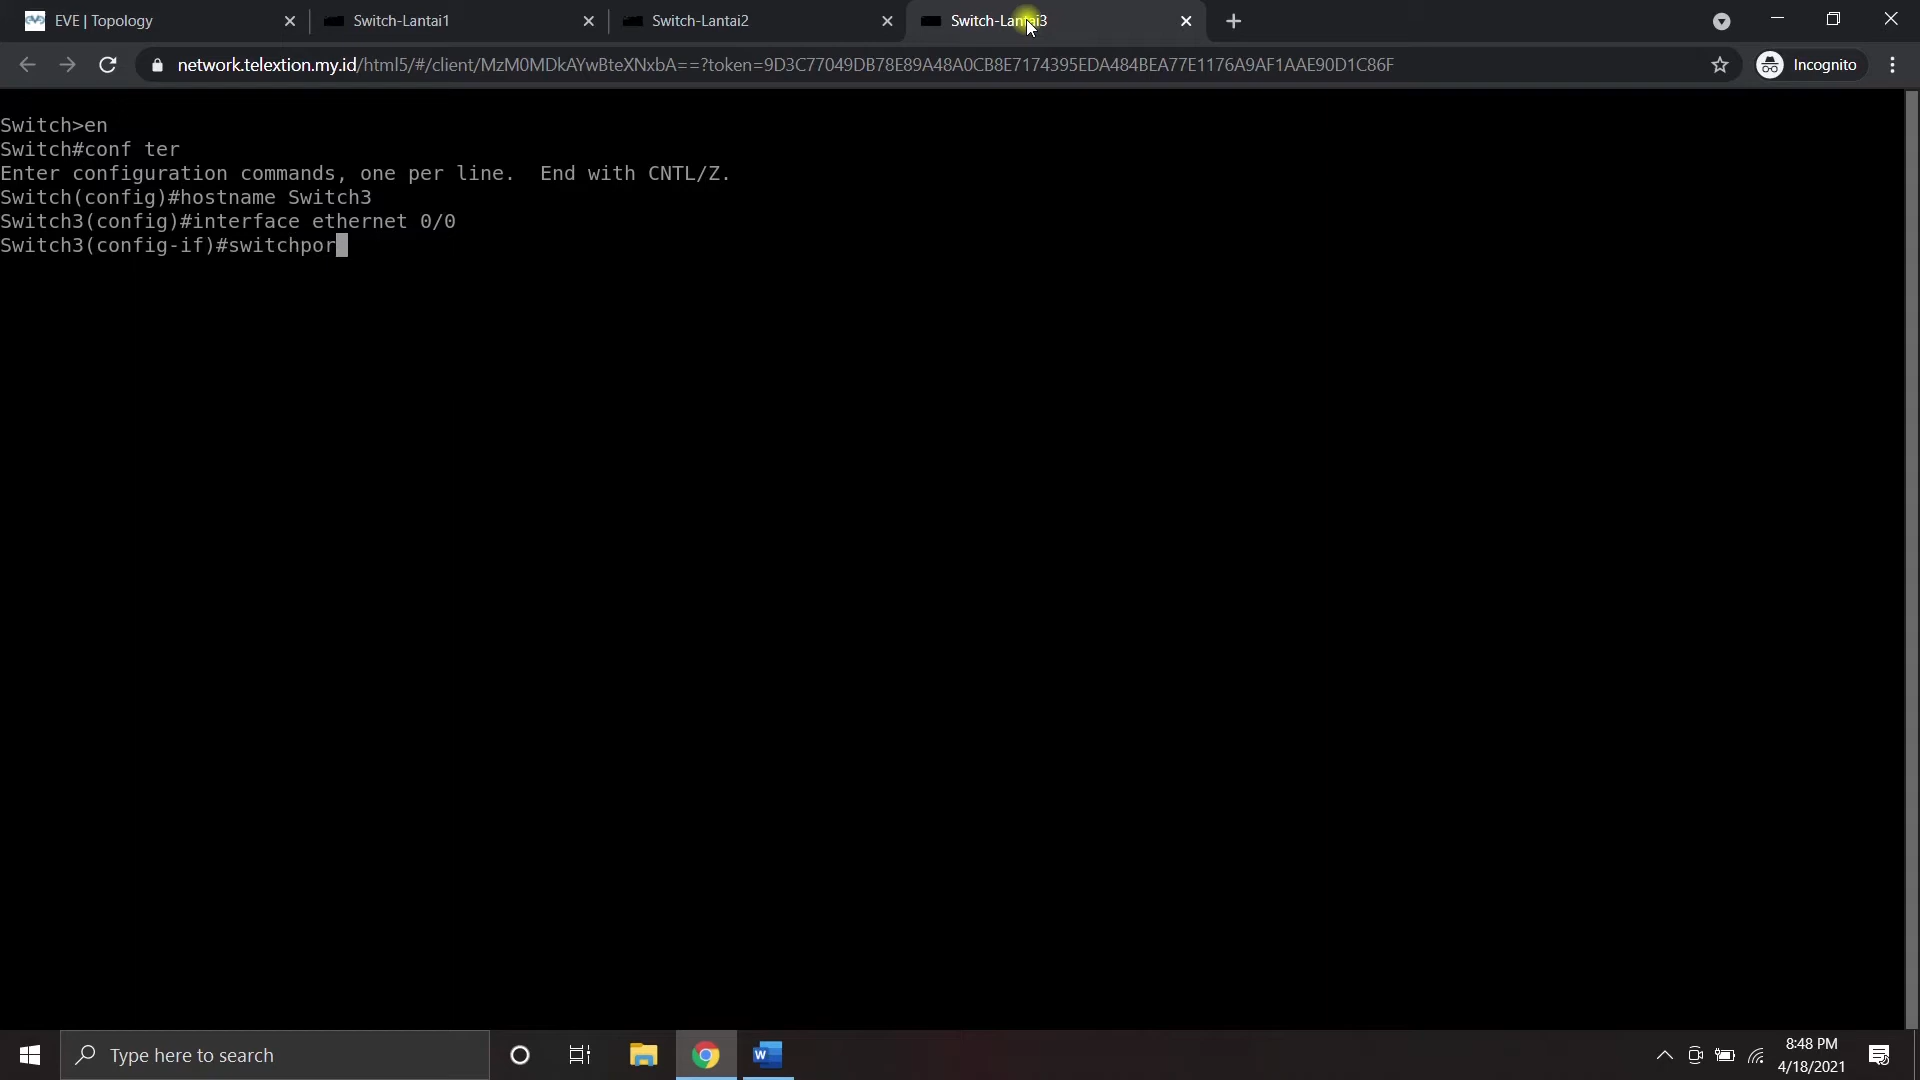 EVE | Topology
Switch-Lantai1
Switch-Lantai2
Switch-Lantai3
network.telextion.my.id/html5/#/client/MzM0MDkAYwBteXNxbA==?token=9D3C77049DB78E89A48A0CB8E7174395EDA484BEA77E1176A9AF1AAE90D1C86F
Incognito
Switch>en
Switch#conf ter
Enter configuration commands, one per line.  End with CNTL/Z.
Switch(config)#hostname Switch3
Switch3(config)#interface ethernet 0/0
Switch3(config-if)#switchpor
Type here to search
8:48 PM
4/18/2021